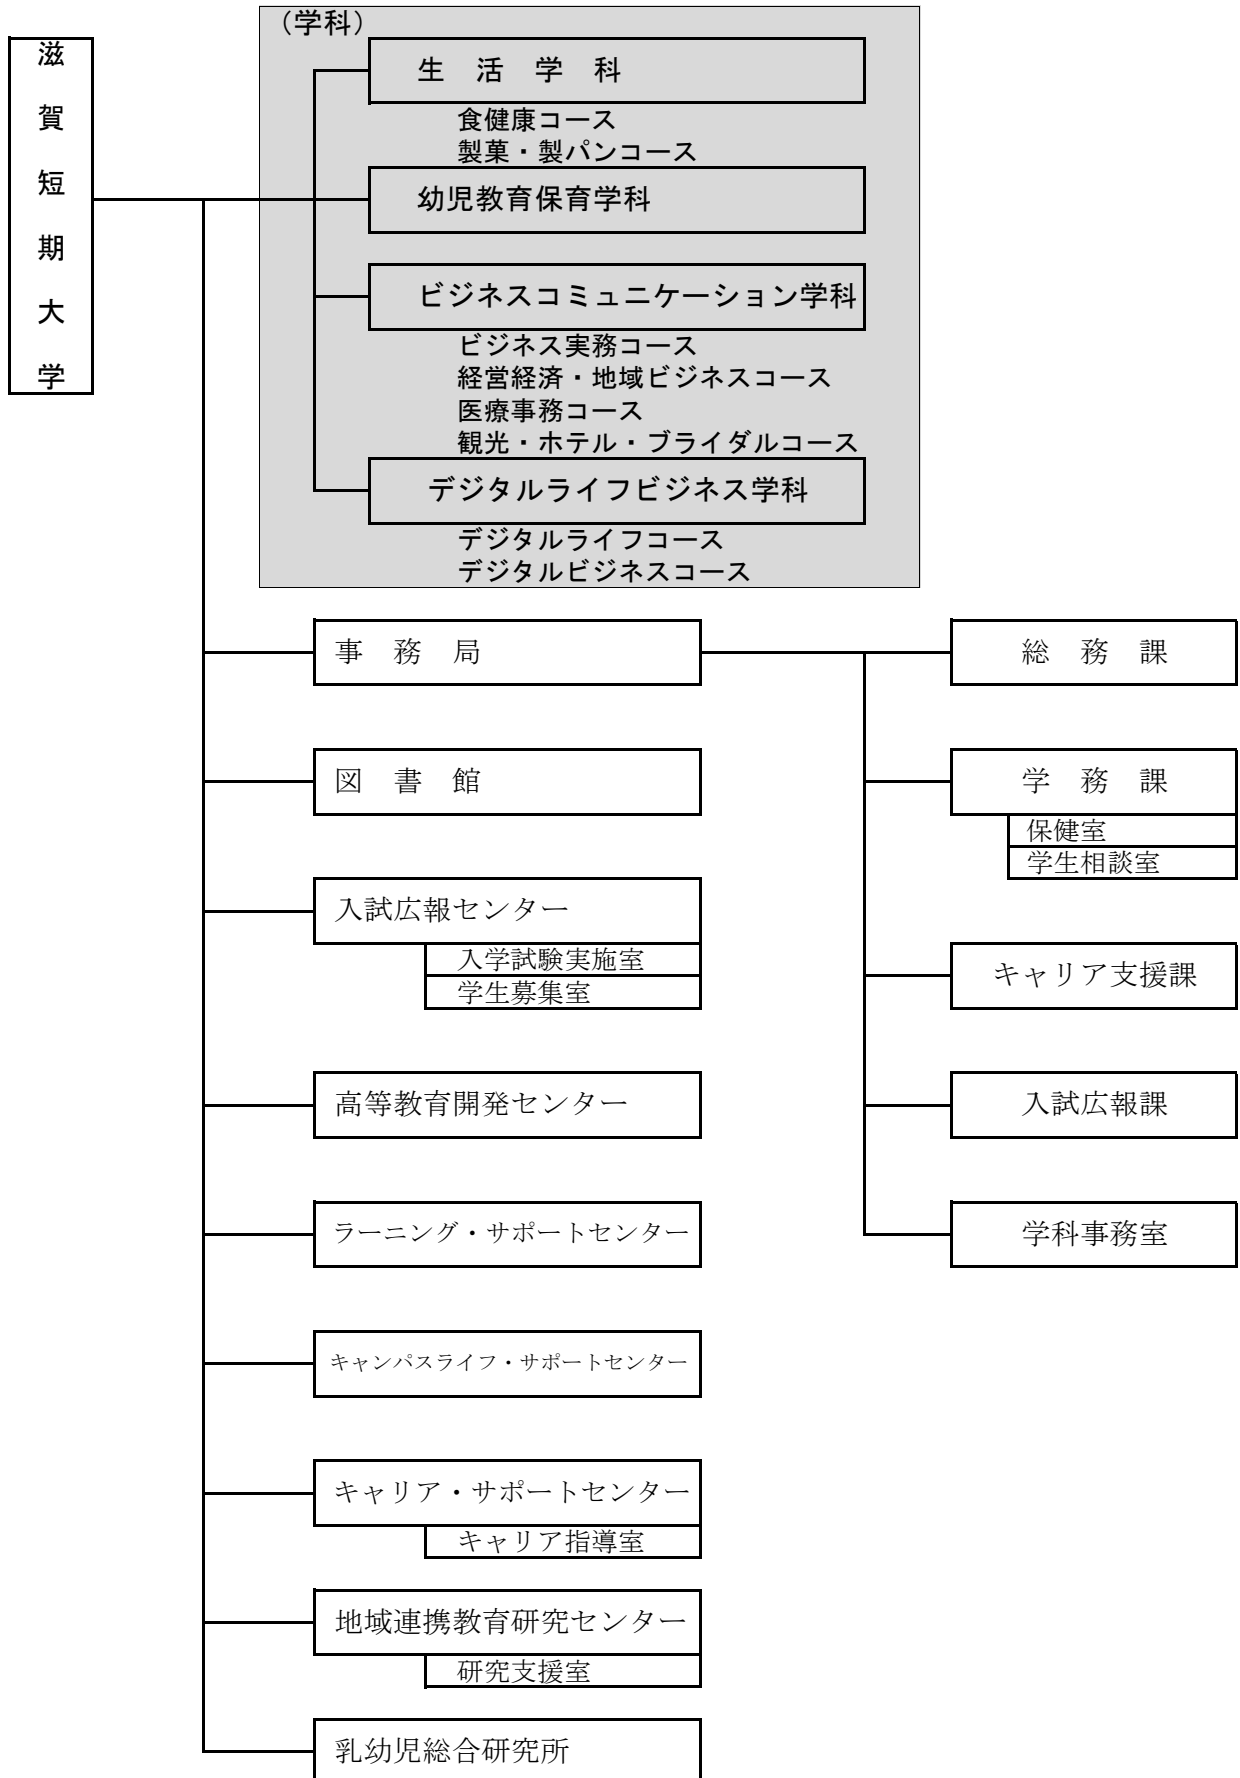 滋賀短期大学
（学科）
生　活　学　科
食健康コース
製菓・製パンコース
幼児教育保育学科
ビジネスコミュニケーション学科
ビジネス実務コース
経営経済・地域ビジネスコース
医療事務コース
観光・ホテル・ブライダルコース
デジタルライフビジネス学科
デジタルライフコース
デジタルビジネスコース
事　務　局
総　務　課
図　書　館
学　務　課
保健室
学生相談室
入試広報センター
入学試験実施室
学生募集室
キャリア支援課
高等教育開発センター
入試広報課
ラーニング・サポートセンター
学科事務室
キャンパスライフ・サポートセンター
キャリア・サポートセンター
キャリア指導室
地域連携教育研究センター
研究支援室
乳幼児総合研究所